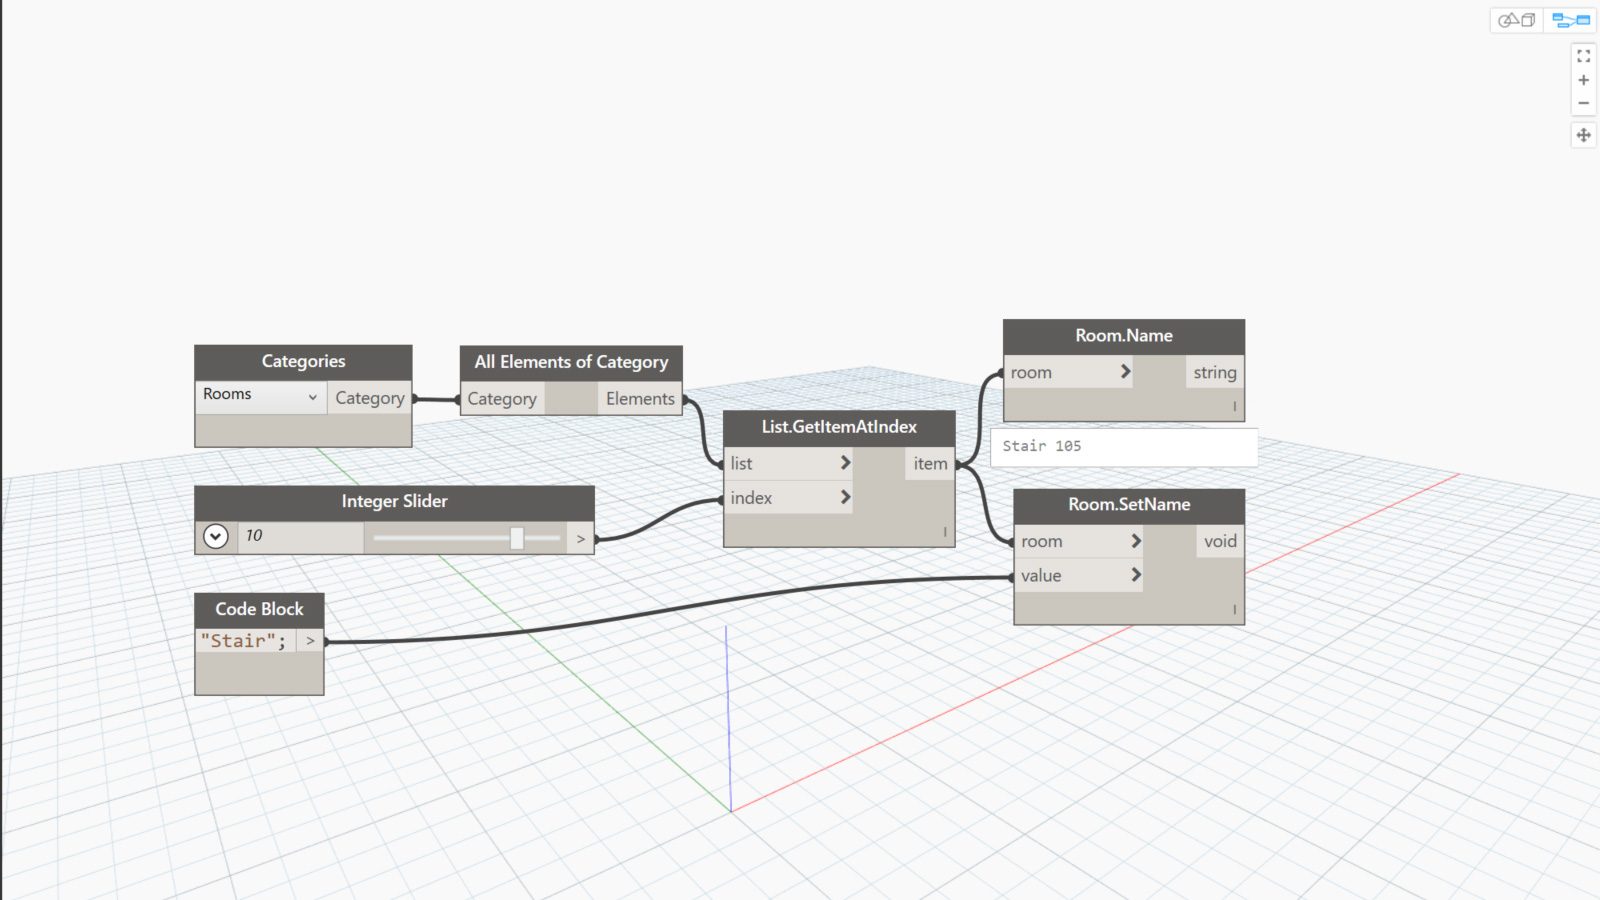 Categories
Rooms
Category
All Elements of Category
Category
Elements
Integer Slider
10
>
Code Block
"Stair";
>
List.GetItemAtIndex
list
item
index
Room.Name
room
string
Stair 105
Room.SetName
room
void
value